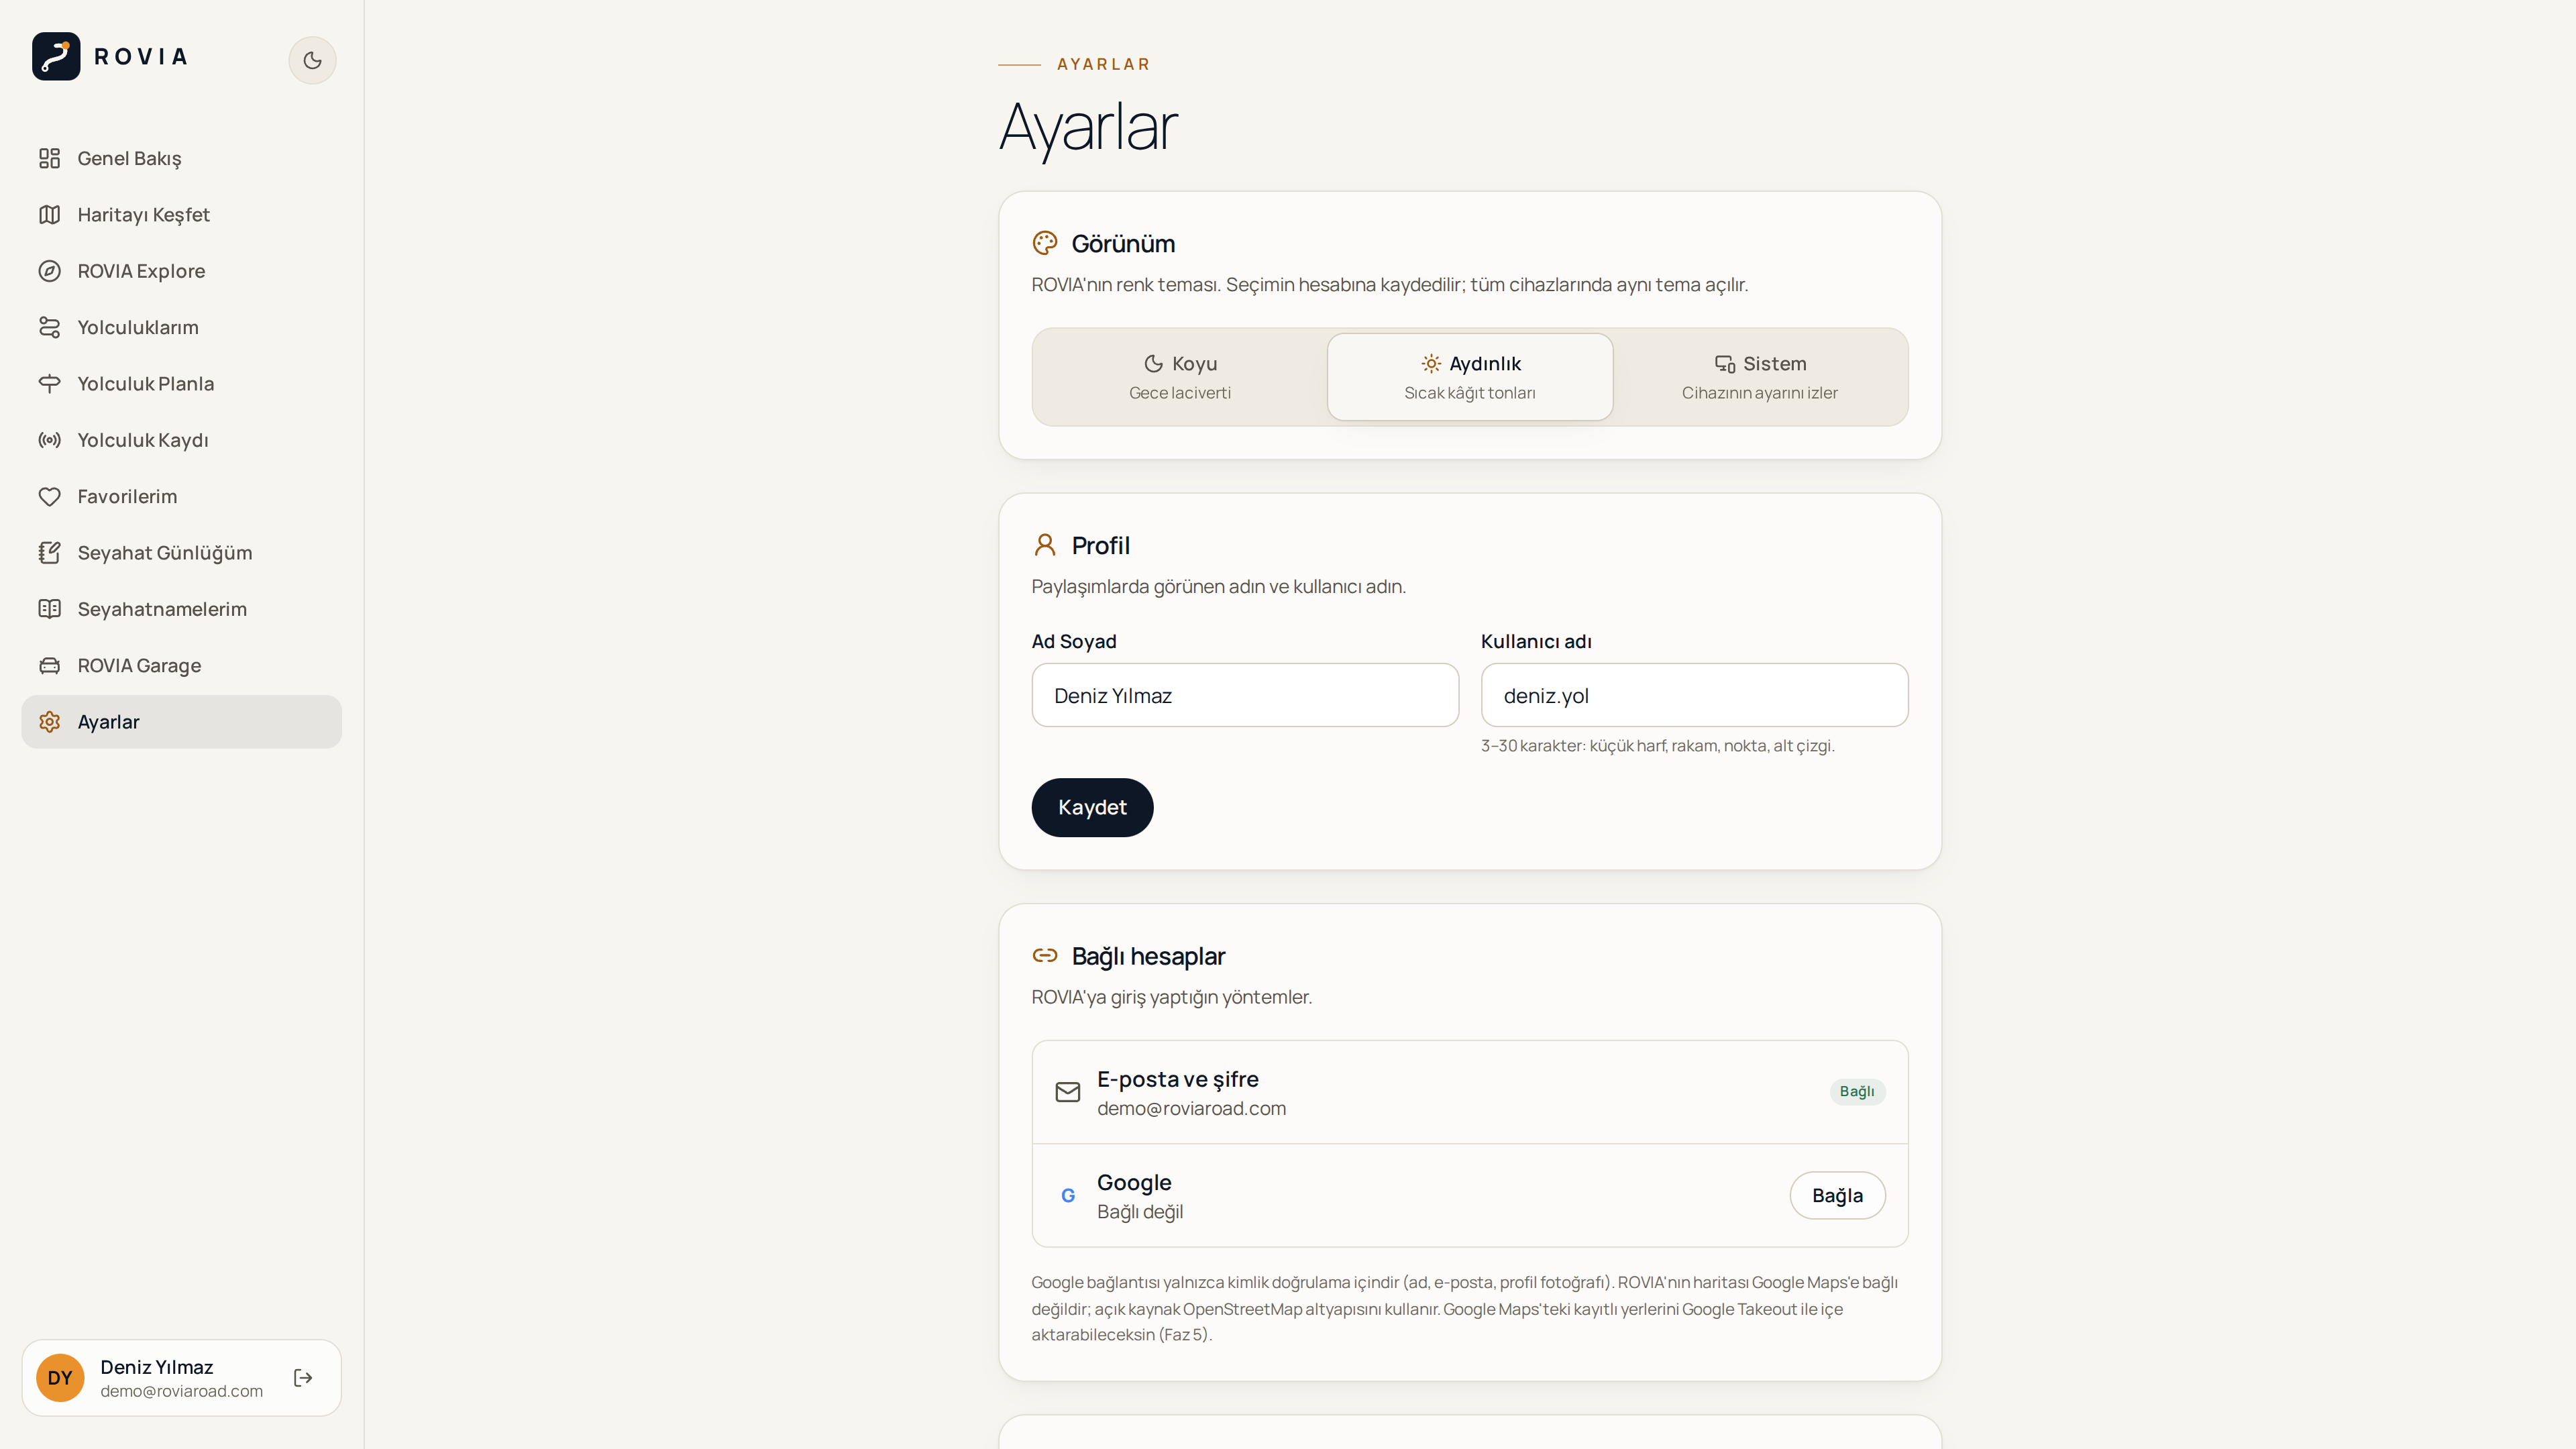 ROVIA
Genel Bakış
Haritayı Keşfet
ROVIA Explore
Yolculuklarım
Yolculuk Planla
Yolculuk Kaydı
Favorilerim
Seyahat Günlüğüm
Seyahatnamelerim
ROVIA Garage
Ayarlar
DY
Deniz Yılmaz
demo@roviaroad.com
AYARLAR
Ayarlar
Görünüm
ROVIA'nın renk teması. Seçimin hesabına kaydedilir; tüm cihazlarında aynı tema açılır.
Koyu
Gece laciverti
Aydınlık
Sıcak kâğıt tonları
Sistem
Cihazının ayarını izler
Profil
Paylaşımlarda görünen adın ve kullanıcı adın.
Ad Soyad
Deniz Yılmaz
Kullanıcı adı
deniz.yol
3–30 karakter: küçük harf, rakam, nokta, alt çizgi.
Kaydet
Bağlı hesaplar
ROVIA'ya giriş yaptığın yöntemler.
E-posta ve şifre
demo@roviaroad.com
Bağlı
G
Google
Bağlı değil
Bağla
Google bağlantısı yalnızca kimlik doğrulama içindir (ad, e-posta, profil fotoğrafı). ROVIA'nın haritası Google Maps'e bağlı
değildir; açık kaynak OpenStreetMap altyapısını kullanır. Google Maps'teki kayıtlı yerlerini Google Takeout ile içe
aktarabileceksin (Faz 5).